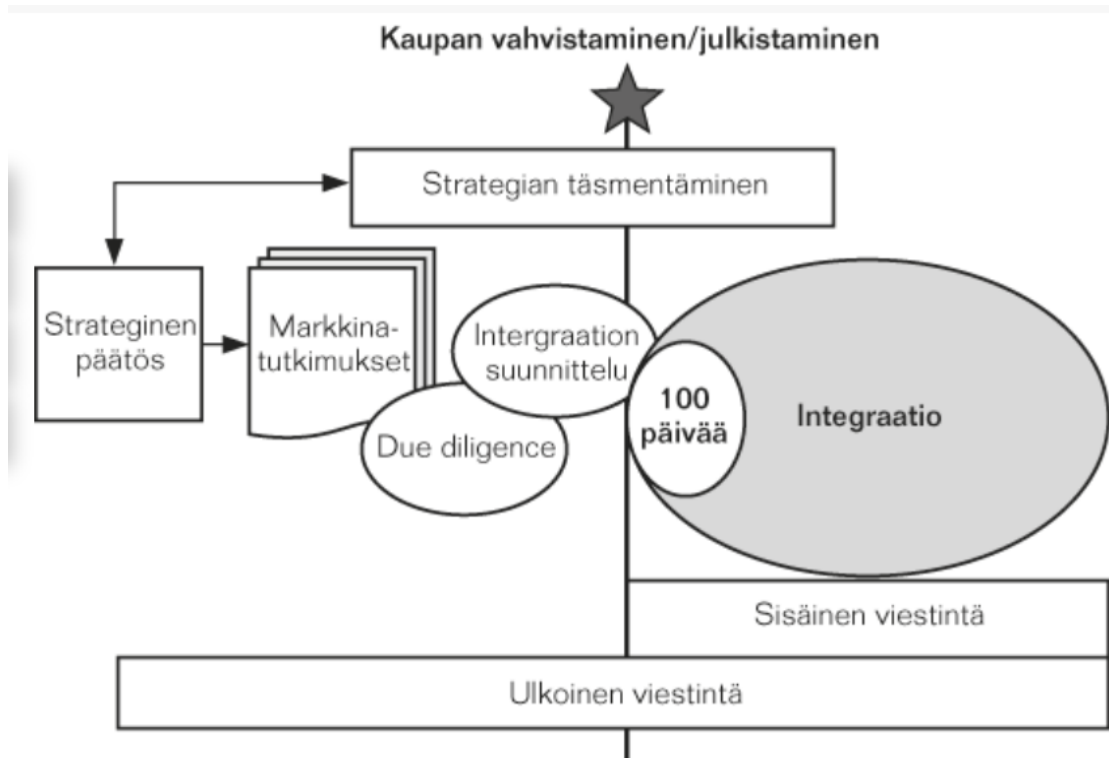 Kaupan vahvistaminen/julkistaminen
Strategian täsmentäminen
Strateginen
päätös
Markkina-
tutkimukset
Intergraation
suunnittelu
Due diligence
100
päivää
Integraatio
Sisäinen viestintä
Ulkoinen viestintä